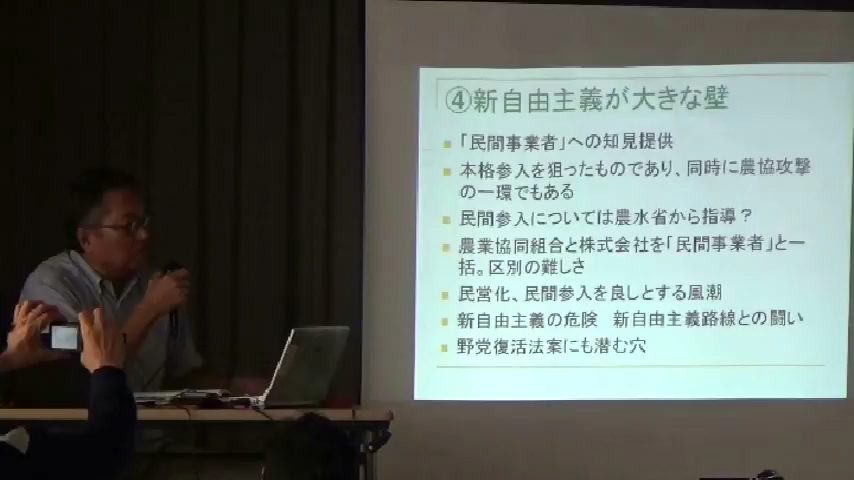 ④新自由主義が大きな壁
「民間事業者」への知見提供
本格参入を狙ったものであり、同時に農協攻撃
の一環でもある
民間参入については農水省から指導？
農業協同組合と株式会社を「民間事業者」と一
括。区別の難しさ
民営化、民間参入を良しとする風潮
新自由主義の危険　新自由主義路線との闘い
野党復活法案にも潜む穴